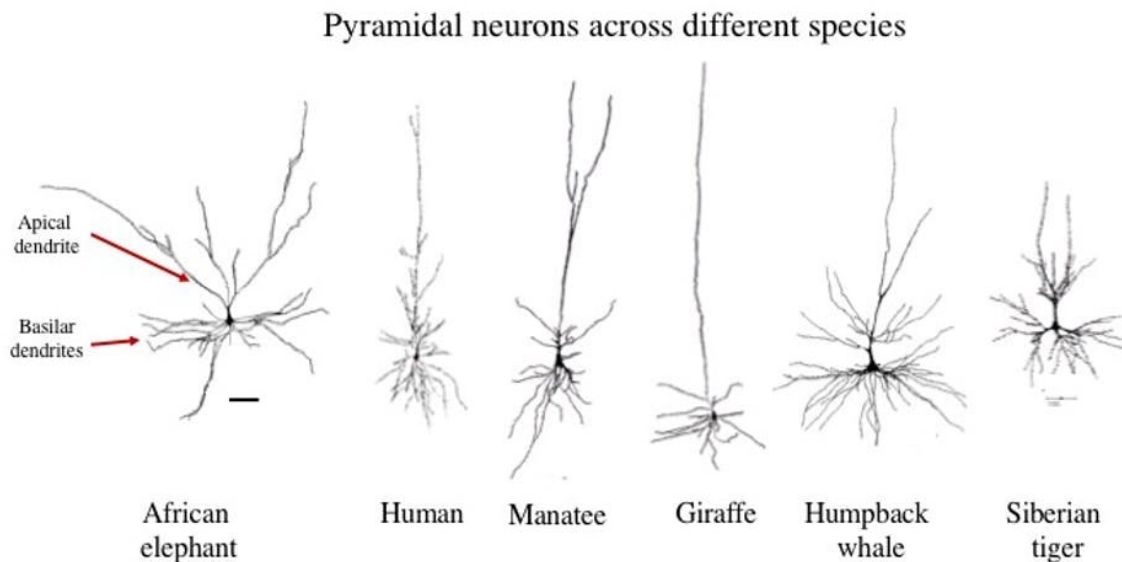 Pyramidal neurons across different species
Apical
dendrite
Basilar
dendrites
African
elephant
Human
Manatee
Giraffe
Humpback
whale
Siberian
tiger